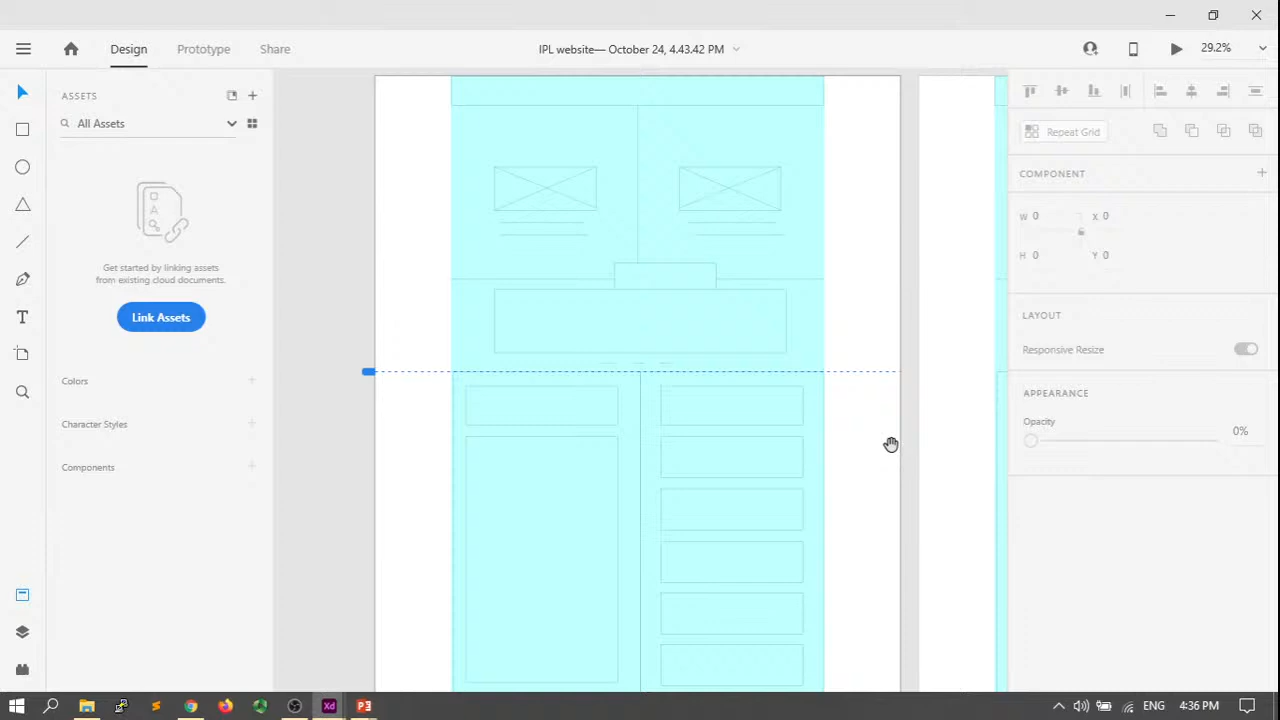 Design
Prototype
Share
IPL website— October 24, 4.43.42 PM
29.2%
ASSETS
All Assets
A
Get started by linking assets
from existing cloud documents.
Link Assets
Colors
Character Styles
Components
Repeat Grid
COMPONENT
W 0
X 0
H 0
Y 0
LAYOUT
Responsive Resize
APPEARANCE
Opacity
0%
T
Xd
ENG
4:36 PM